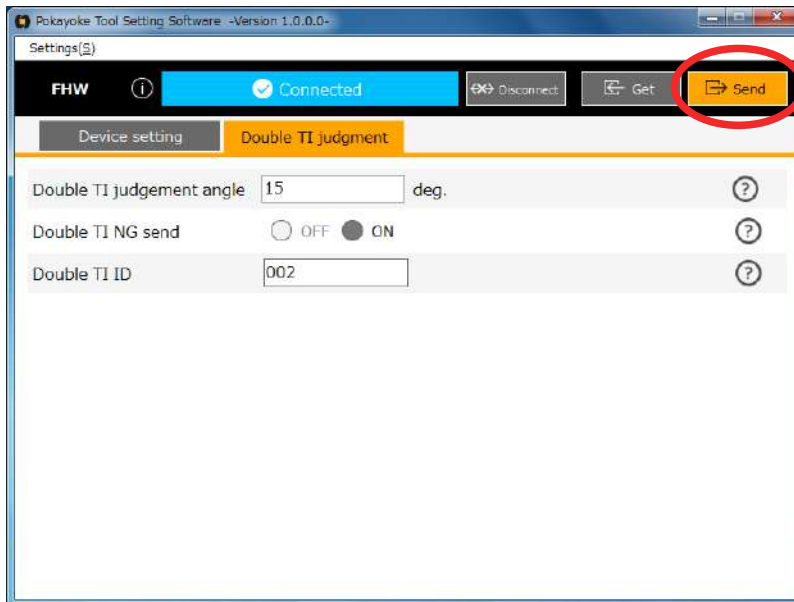 Pokayoke Tool Setting Software -Version 1.0.0.0-
Settings(S)
FHW Connected Disconnect Get Send
Device setting Double TI judgment
Double TI judgement angle 15 deg. ?
Double TI NG send OFF ON ?
Double TI ID 002 ?